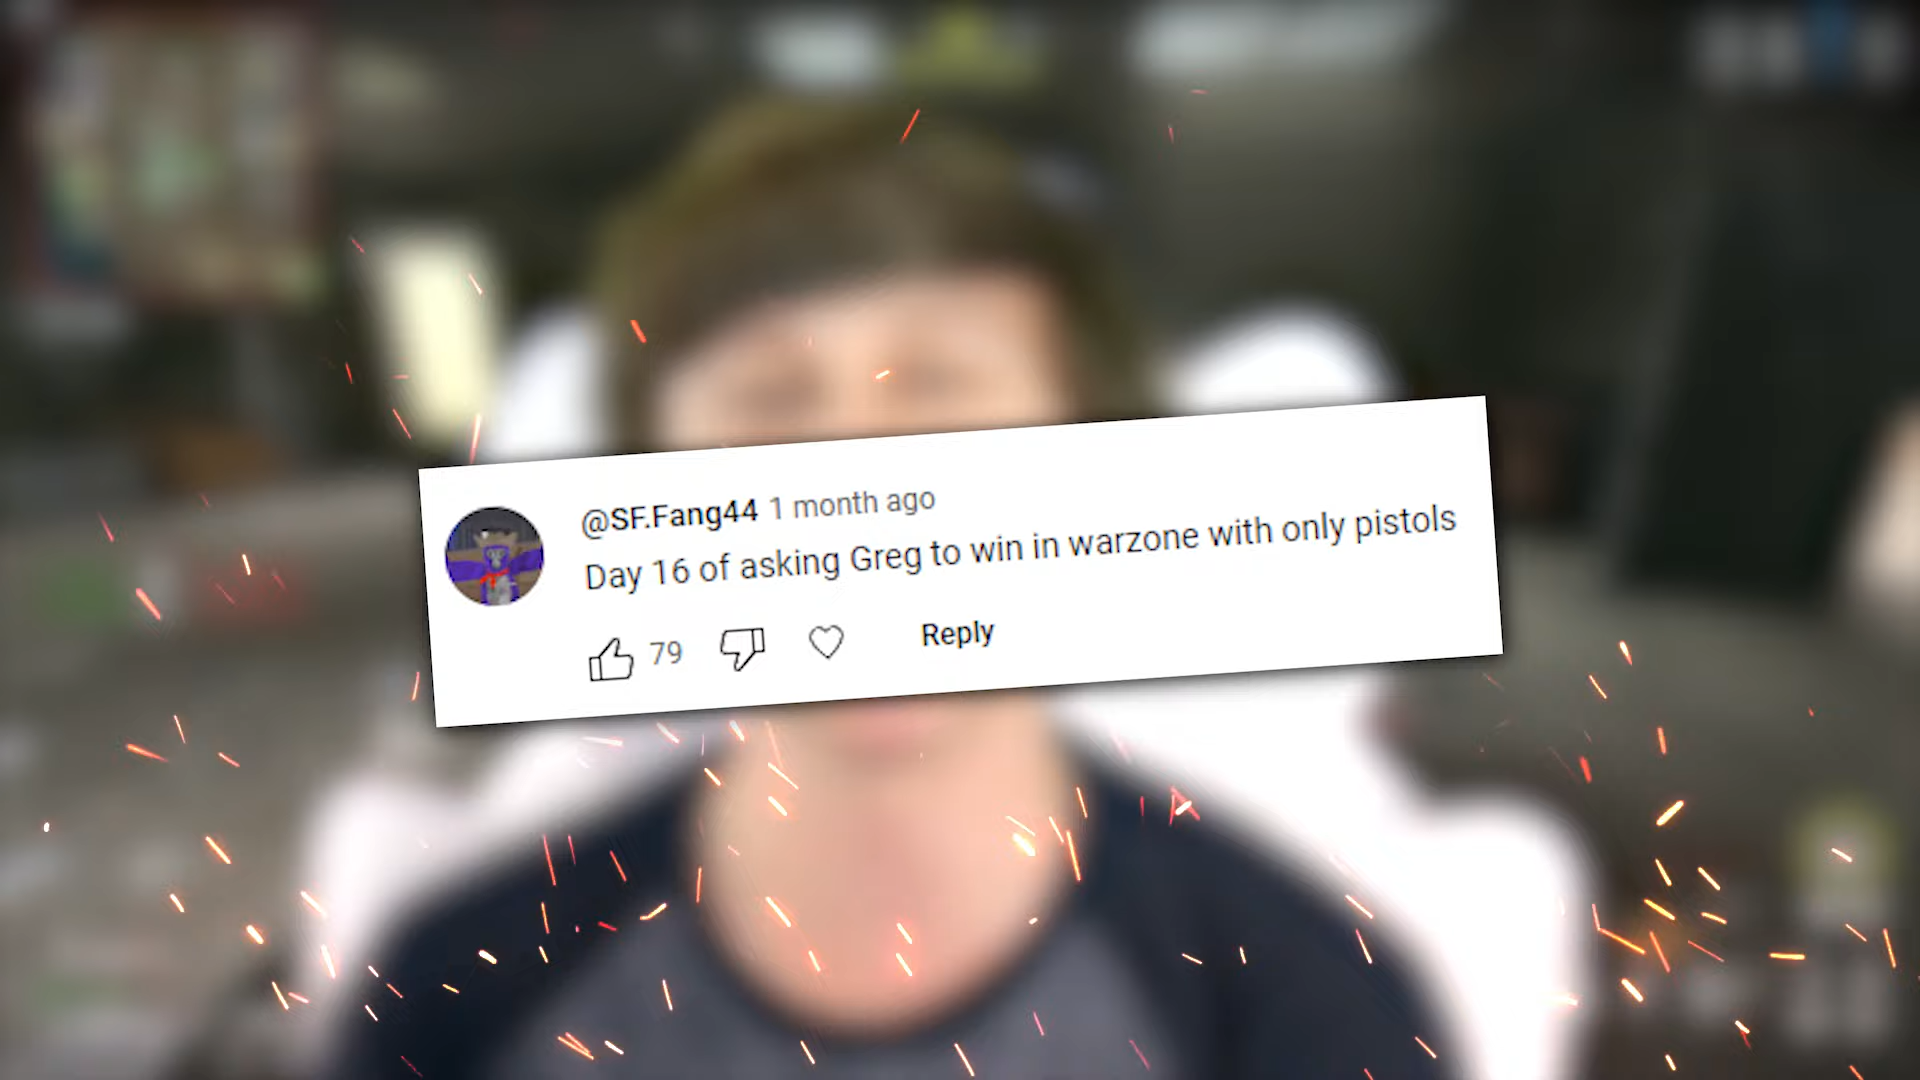 @SF.Fang44 1 month ago
Day 16 of asking Greg to win in warzone with only pistols
79
Reply